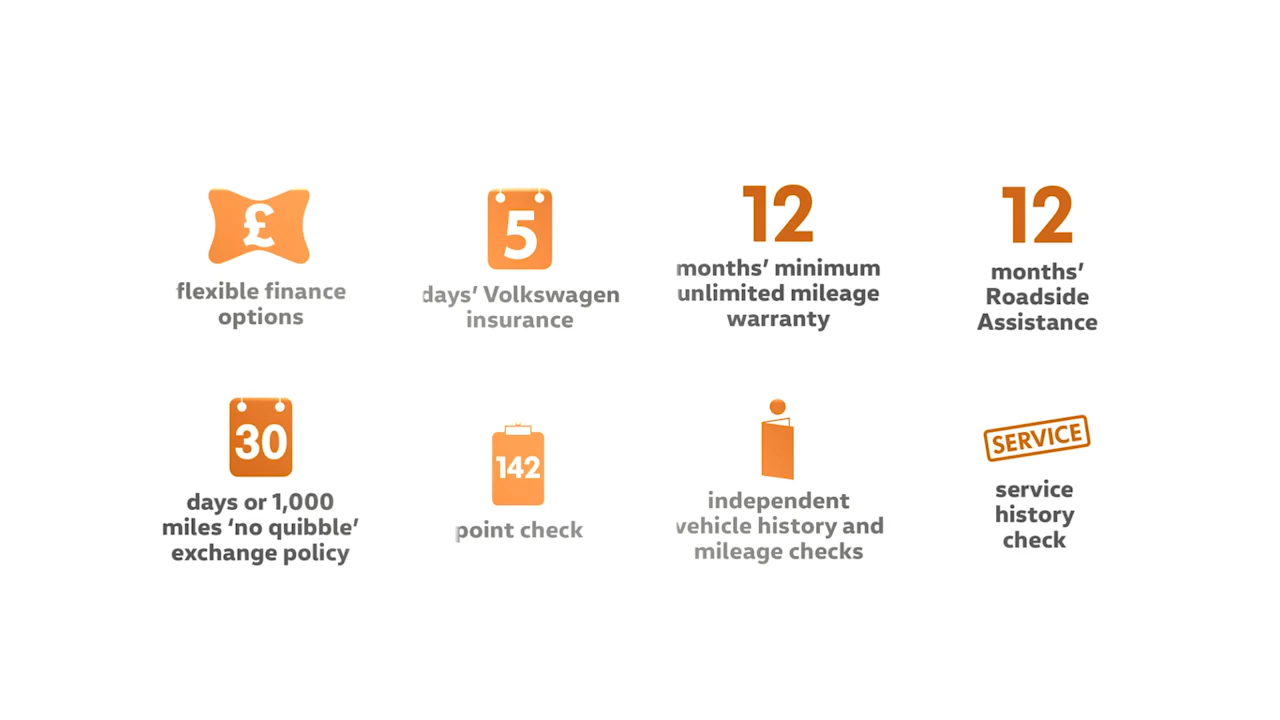 £
flexible finance
options
5
days’ Volkswagen
insurance
12
months’ minimum
unlimited mileage
warranty
12
months’
Roadside
Assistance
30
days or 1,000
miles ‘no quibble’
exchange policy
142
point check
independent
vehicle history and
mileage checks
SERVICE
service
history
check